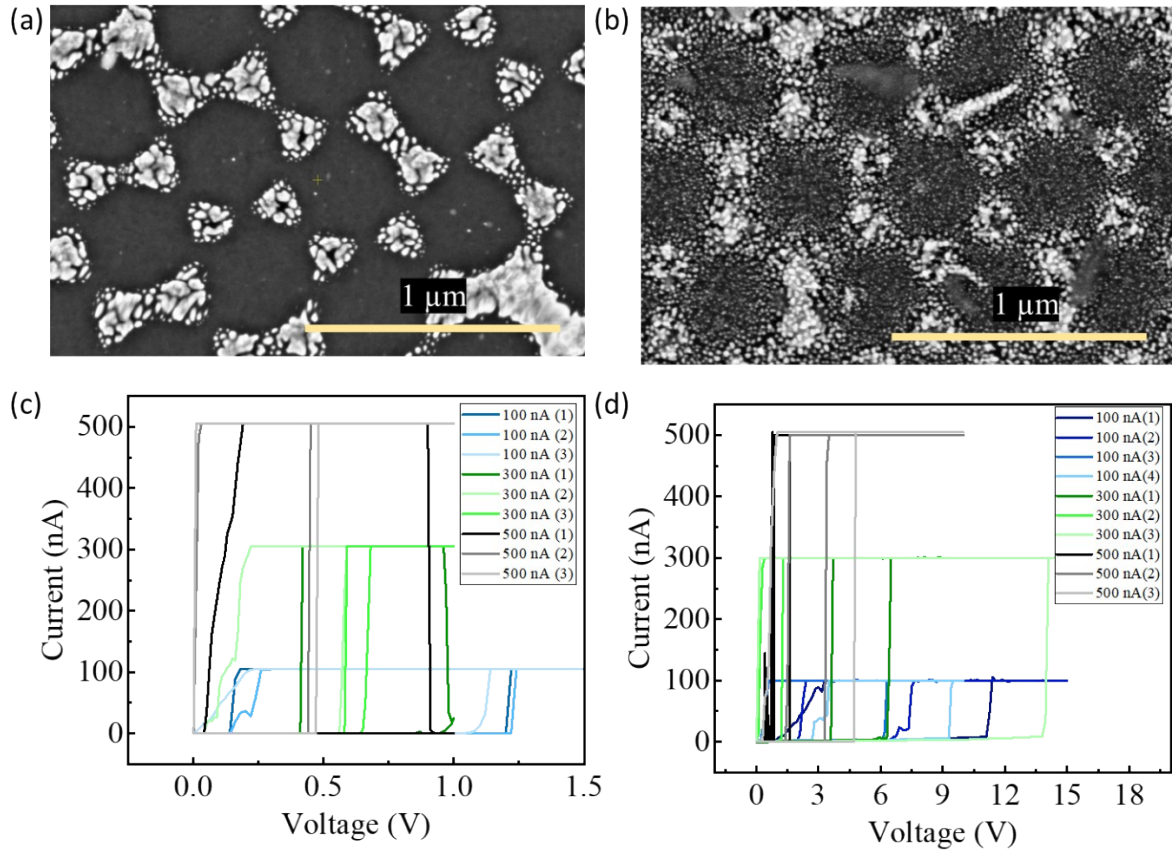 (a)
1 µm
(b)
1 µm
(c)
Current (nA)
500
400
300
200
100
0
100 nA (1)
100 nA (2)
100 nA (3)
300 nA (1)
300 nA (2)
300 nA (3)
500 nA (1)
500 nA (2)
500 nA (3)
0.0 0.5 1.0 1.5
Voltage (V)
(d)
Current (nA)
500
400
300
200
100
0
100 nA(1)
100 nA(2)
100 nA(3)
100 nA(4)
300 nA(1)
300 nA(2)
300 nA(3)
500 nA(1)
500 nA(2)
500 nA(3)
0 3 6 9 12 15 18
Voltage (V)